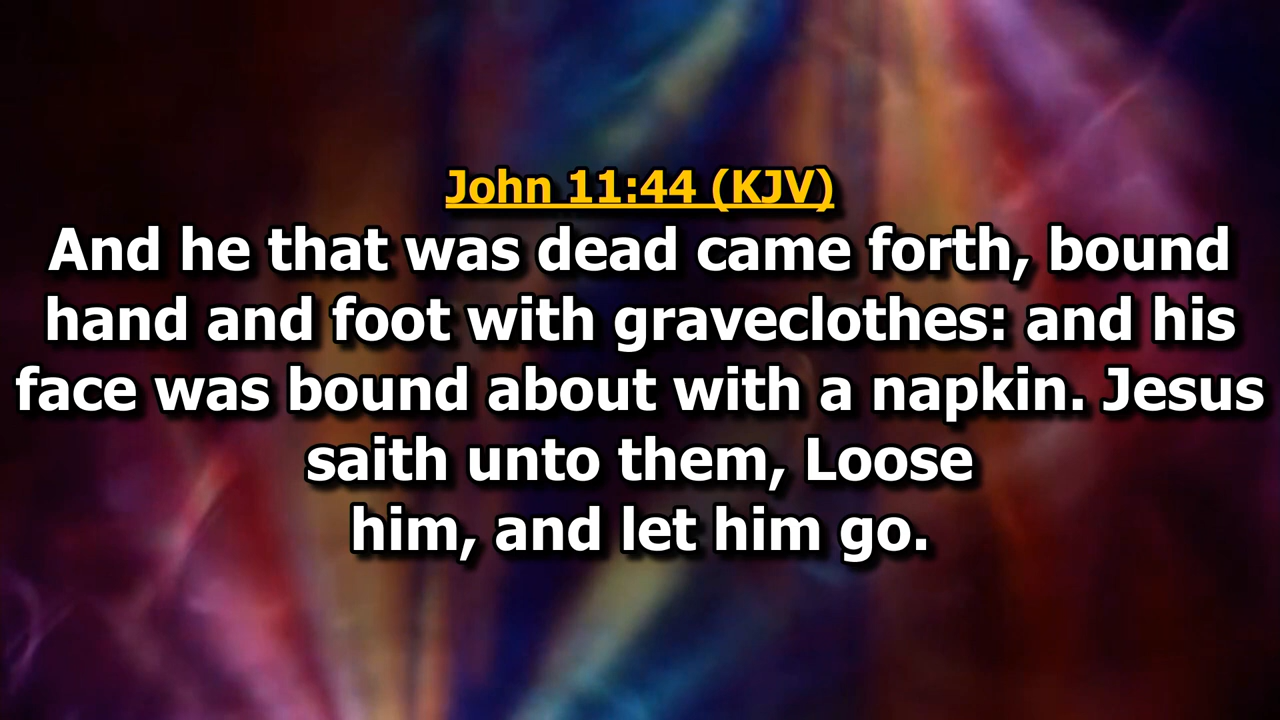 John 11:44 (KJV)
And he that was dead came forth, bound
hand and foot with graveclothes: and his
face was bound about with a napkin. Jesus
saith unto them, Loose
him, and let him go.